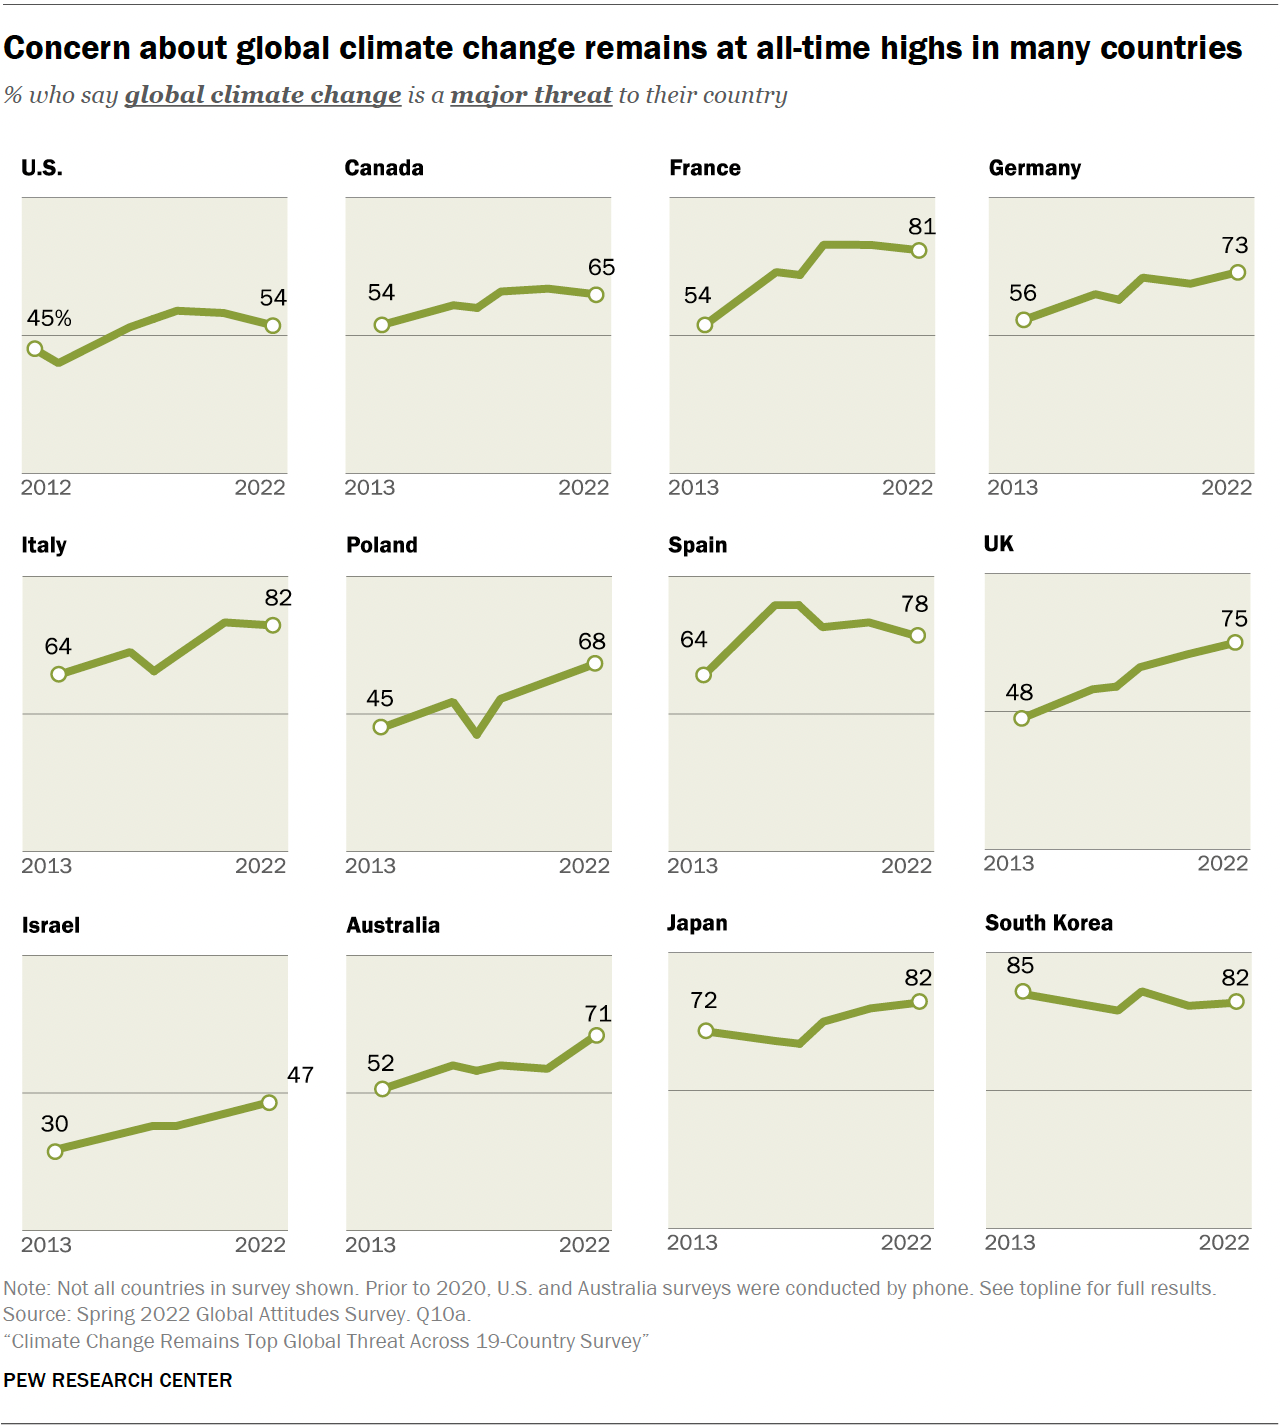 Concern about global climate change remains at all-time highs in many countries
% who say global climate change is a major threat to their country
U.S.
45%
54
2012 2022
Canada
54
65
2013 2022
France
54
81
2013 2022
Germany
56
73
2013 2022
Italy
64
82
2013 2022
Poland
45
68
2013 2022
Spain
64
78
2013 2022
UK
48
75
2013 2022
Israel
30
47
2013 2022
Australia
52
71
2013 2022
Japan
72
82
2013 2022
South Korea
85
82
2013 2022
Note: Not all countries in survey shown. Prior to 2020, U.S. and Australia surveys were conducted by phone. See topline for full results.
Source: Spring 2022 Global Attitudes Survey. Q10a.
“Climate Change Remains Top Global Threat Across 19-Country Survey”
PEW RESEARCH CENTER